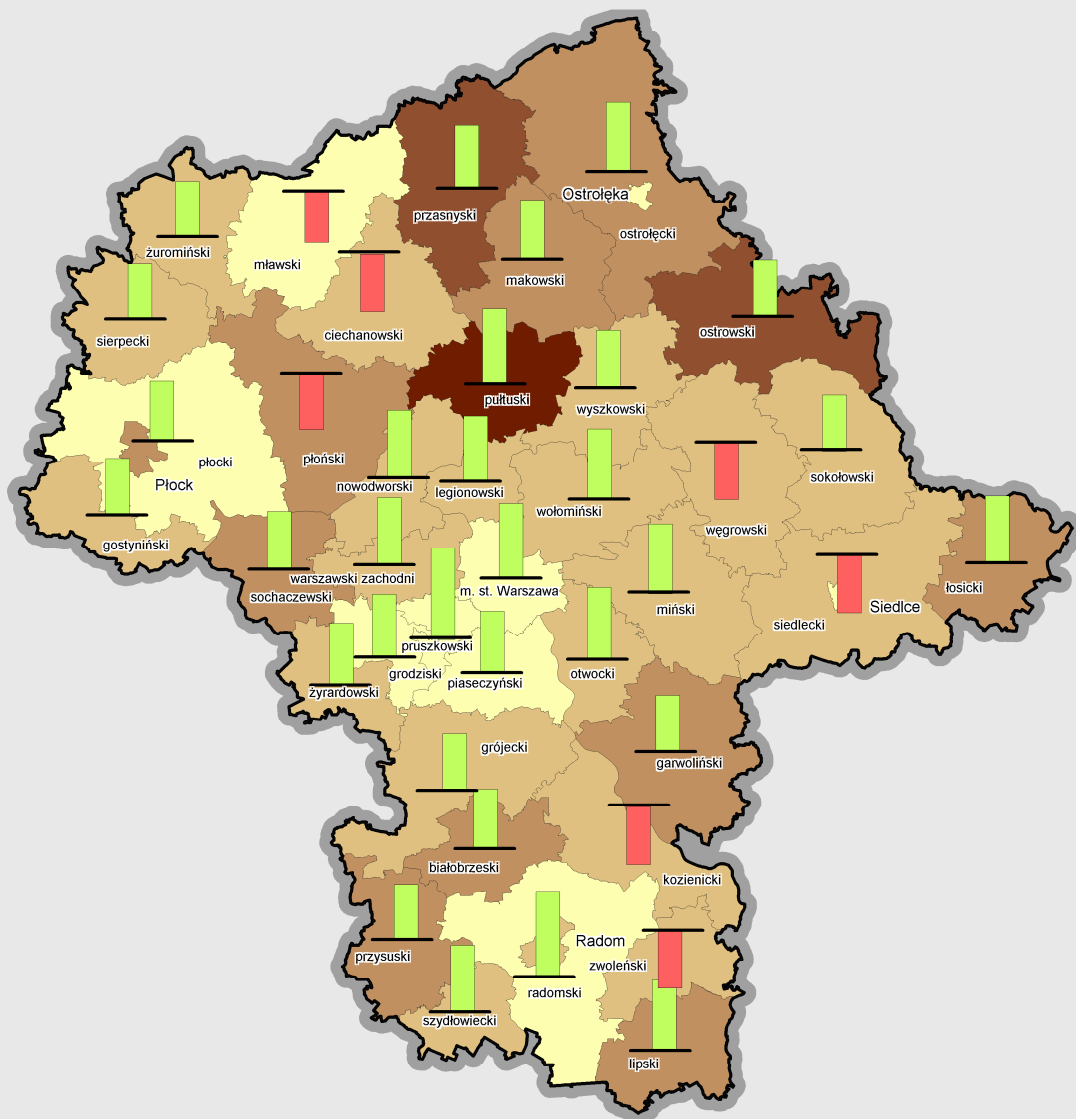 Ostrołęka
przasnyski
ostrołęcki
żuromiński
mławski
makowski
ciechanowski
ostrowski
sierpecki
pułtuski
wyszkowski
płocki
płoński
Płock
nowodworski
legionowski
sokołowski
wołomiński
węgrowski
gostyniński
warszawski zachodni
sochaczewski
m. st. Warszawa
miński
łosicki
Siedlce
siedlecki
pruszkowski
grodziski
piaseczyński
otwocki
żyrardowski
grójecki
garwoliński
białobrzeski
kozienicki
Radom
przysuski
zwoleński
radomski
szydłowiecki
lipski